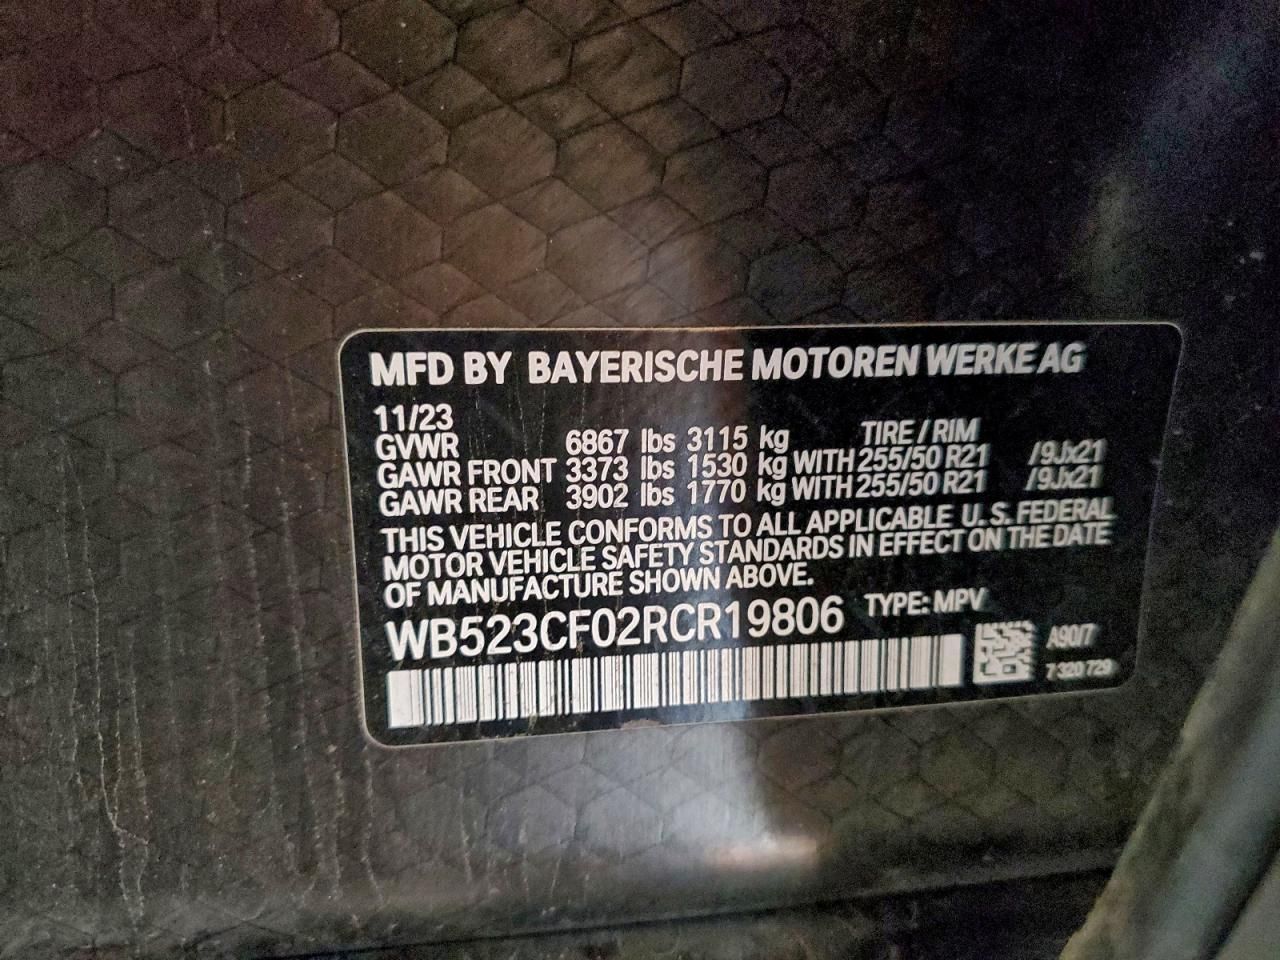 MFD BY BAYERISCHE MOTOREN WERKE AG
11/23
GVWR 6867 lbs 3115 kg TIRE / RIM
GAWR FRONT 3373 lbs 1530 kg WITH 255/50 R21 /9Jx21
GAWR REAR 3902 lbs 1770 kg WITH 255/50 R21 /9Jx21
THIS VEHICLE CONFORMS TO ALL APPLICABLE U.S. FEDERAL
MOTOR VEHICLE SAFETY STANDARDS IN EFFECT ON THE DATE
OF MANUFACTURE SHOWN ABOVE.
WB523CF02RCR19806 TYPE: MPV
A90/7
7 320 729